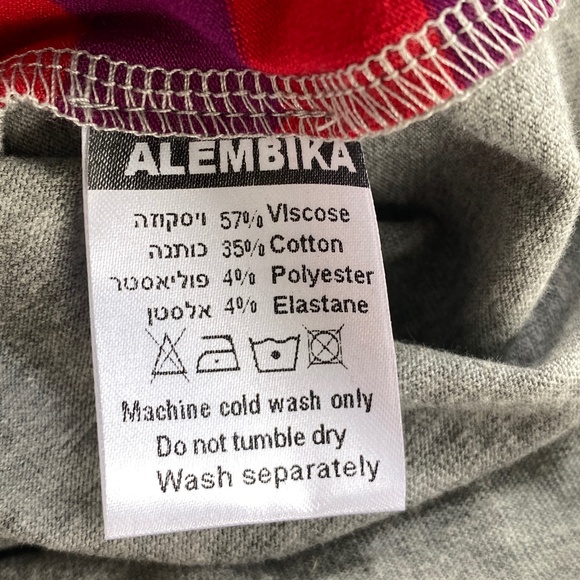 ALEMBIKA
ויסקוזה 57% VIscose
כותנה 35% Cotton
פוליאסטר 4% Polyester
אלסטן 4% Elastane
Machine cold wash only
Do not tumble dry
Wash separately